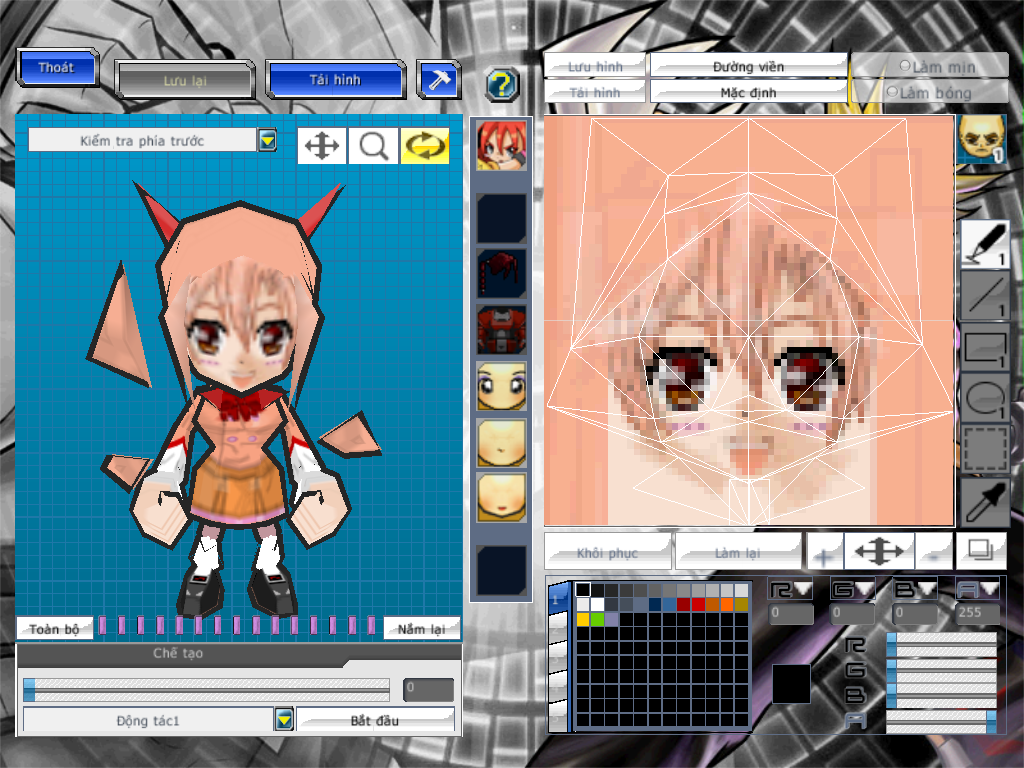 Thoát
Lưu lại
Tải hình
?
Lưu hình
Đường viền
Làm mịn
Tải hình
Mặc định
Làm bóng
Kiểm tra phía trước
1
1
1
1
1
Toàn bộ
Nắm lại
Chế tạo
0
Động tác1
Bắt đầu
Khôi phục
Làm lại
+
-
R
G
B
A
0
0
0
255
R
G
B
A